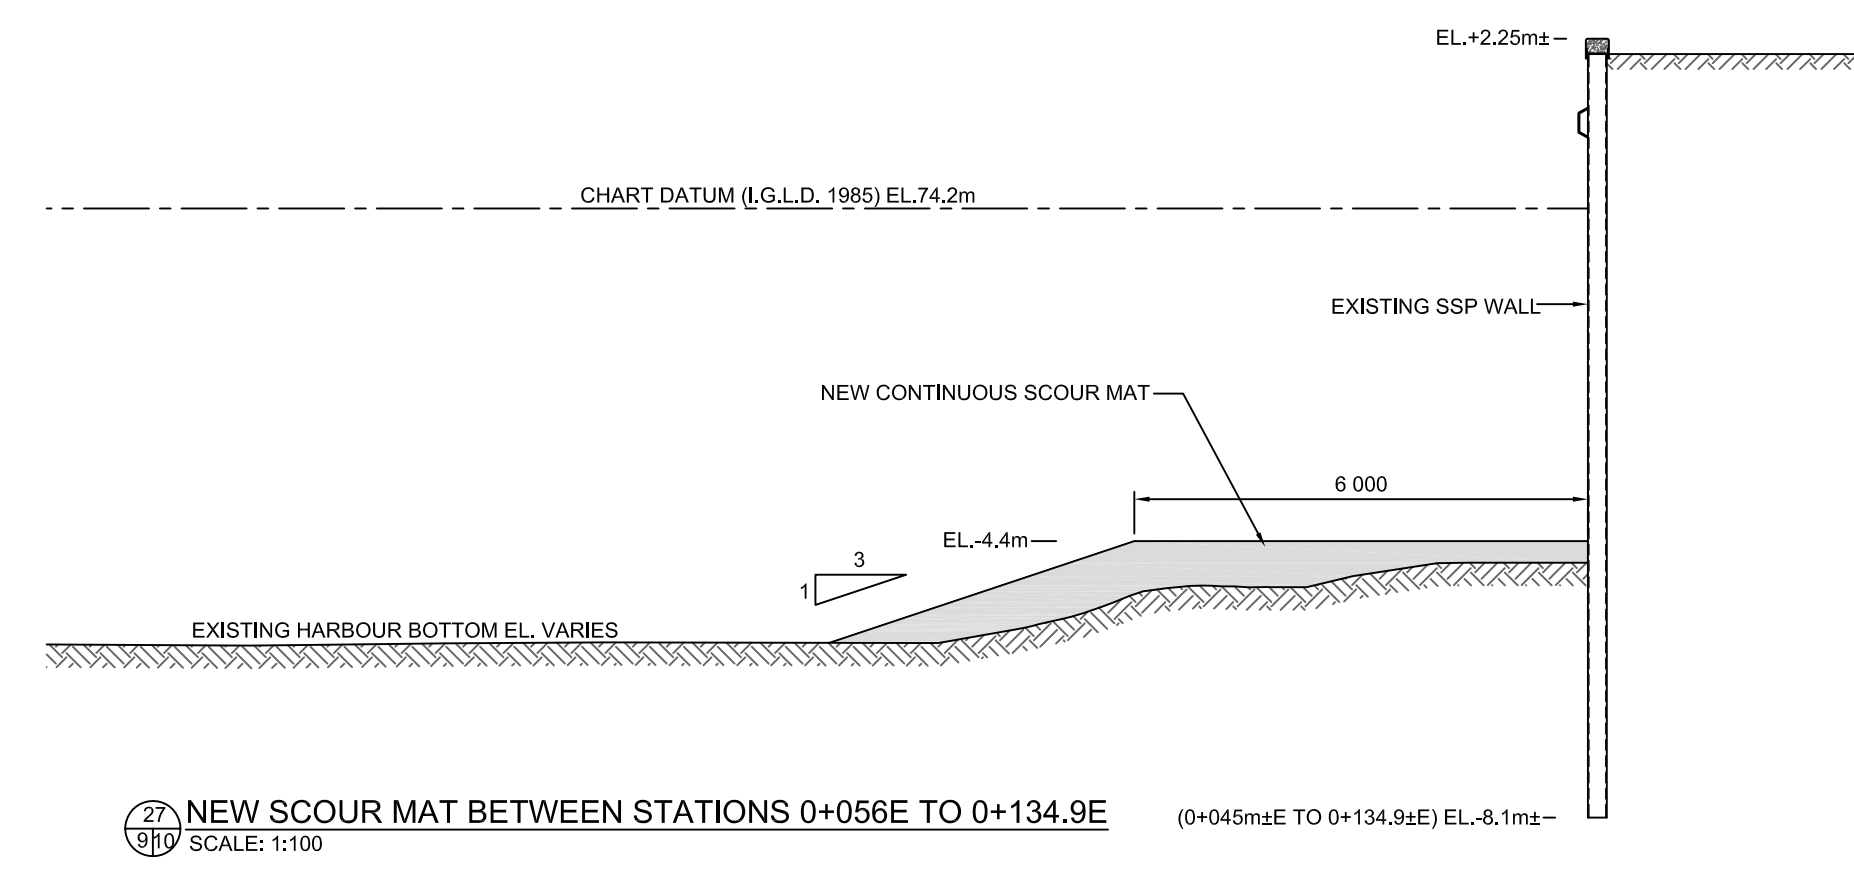 EL.+2.25m±
CHART DATUM (I.G.L.D. 1985) EL.74.2m
EXISTING SSP WALL
NEW CONTINUOUS SCOUR MAT
6 000
EL.-4.4m
3
1
EXISTING HARBOUR BOTTOM EL. VARIES
27
9 10
NEW SCOUR MAT BETWEEN STATIONS 0+056E TO 0+134.9E
SCALE: 1:100
(0+045m±E TO 0+134.9±E) EL.-8.1m±